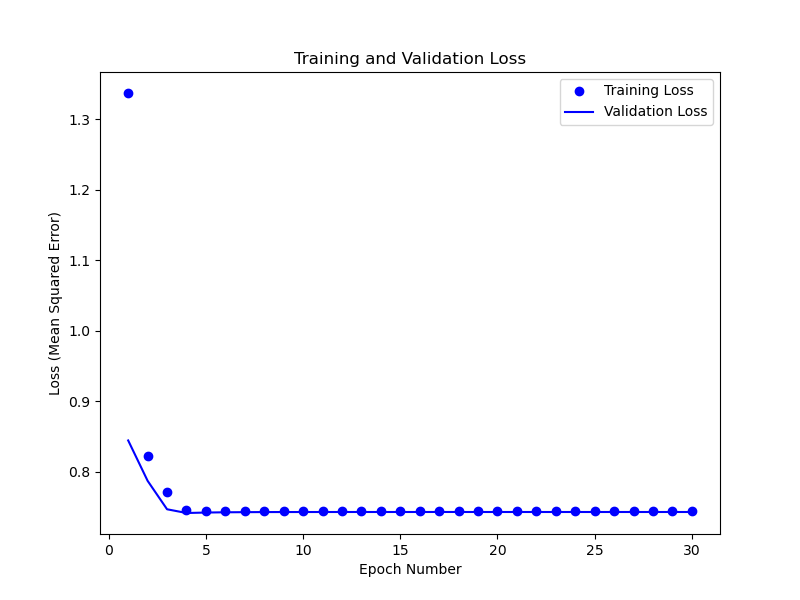 Training and Validation Loss
Training Loss
Validation Loss
1.3
1.2
1.1
1.0
0.9
0.8
Loss (Mean Squared Error)
0 5 10 15 20 25 30
Epoch Number